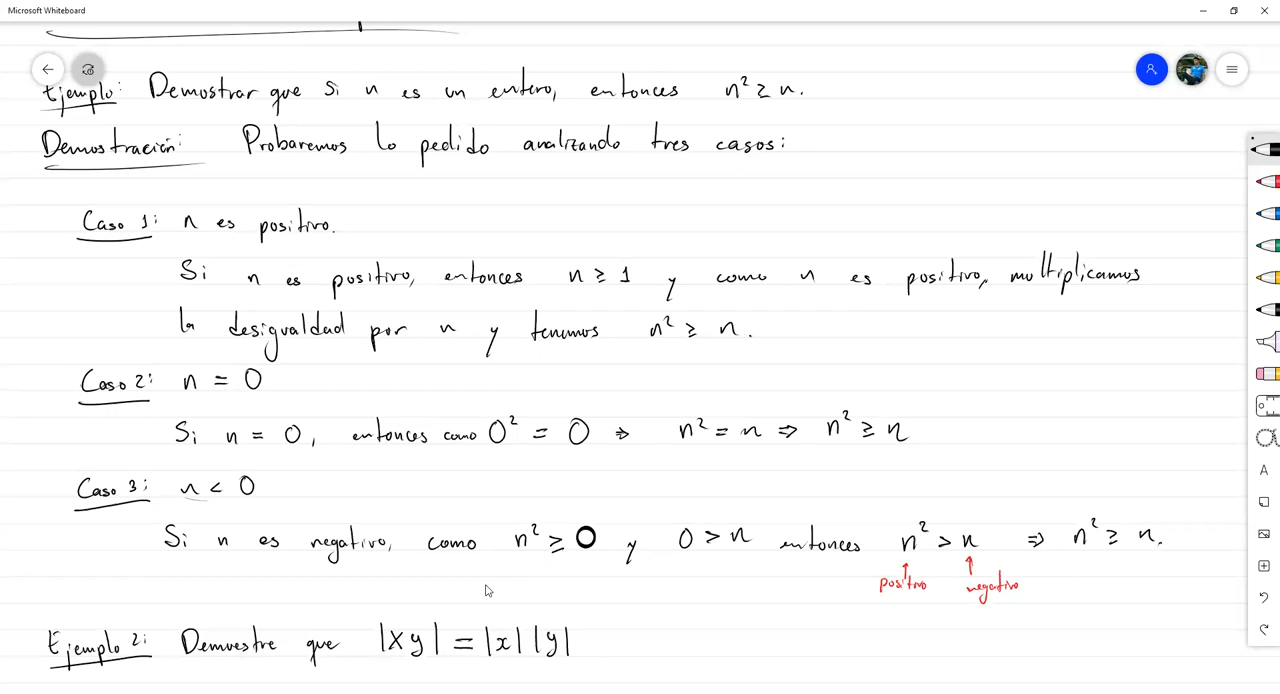 Microsoft Whiteboard
Ejemplo: Demostrar que si n es un entero, entonces n² ≥ n.
Demostración: Probaremos lo pedido analizando tres casos:
Caso 1: n es positivo.
Si n es positivo, entonces n ≥ 1 y como n es positivo, multiplicamos
la desigualdad por n y tenemos n² ≥ n.
Caso 2: n = 0
Si n = 0, entonces como 0² = 0 ⇒ n² = n ⇒ n² ≥ n
Caso 3: n < 0
Si n es negativo, como n² ≥ 0 y 0 > n entonces n² > n ⇒ n² ≥ n.
positivo negativo
Ejemplo 2: Demuestre que |xy| = |x||y|